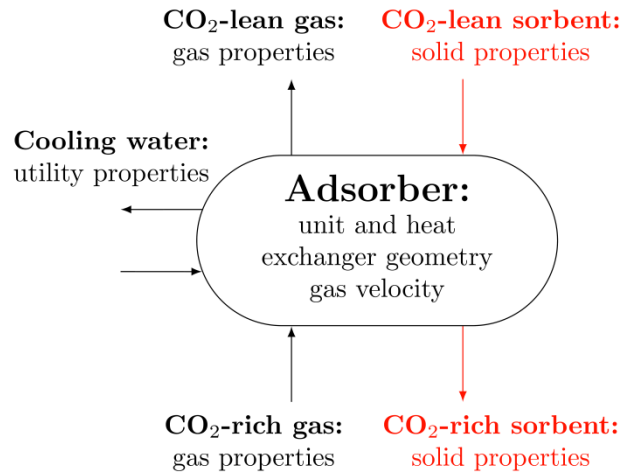 CO₂-lean gas:
gas properties
CO₂-lean sorbent:
solid properties
Cooling water:
utility properties
Adsorber:
unit and heat
exchanger geometry
gas velocity
CO₂-rich gas:
gas properties
CO₂-rich sorbent:
solid properties